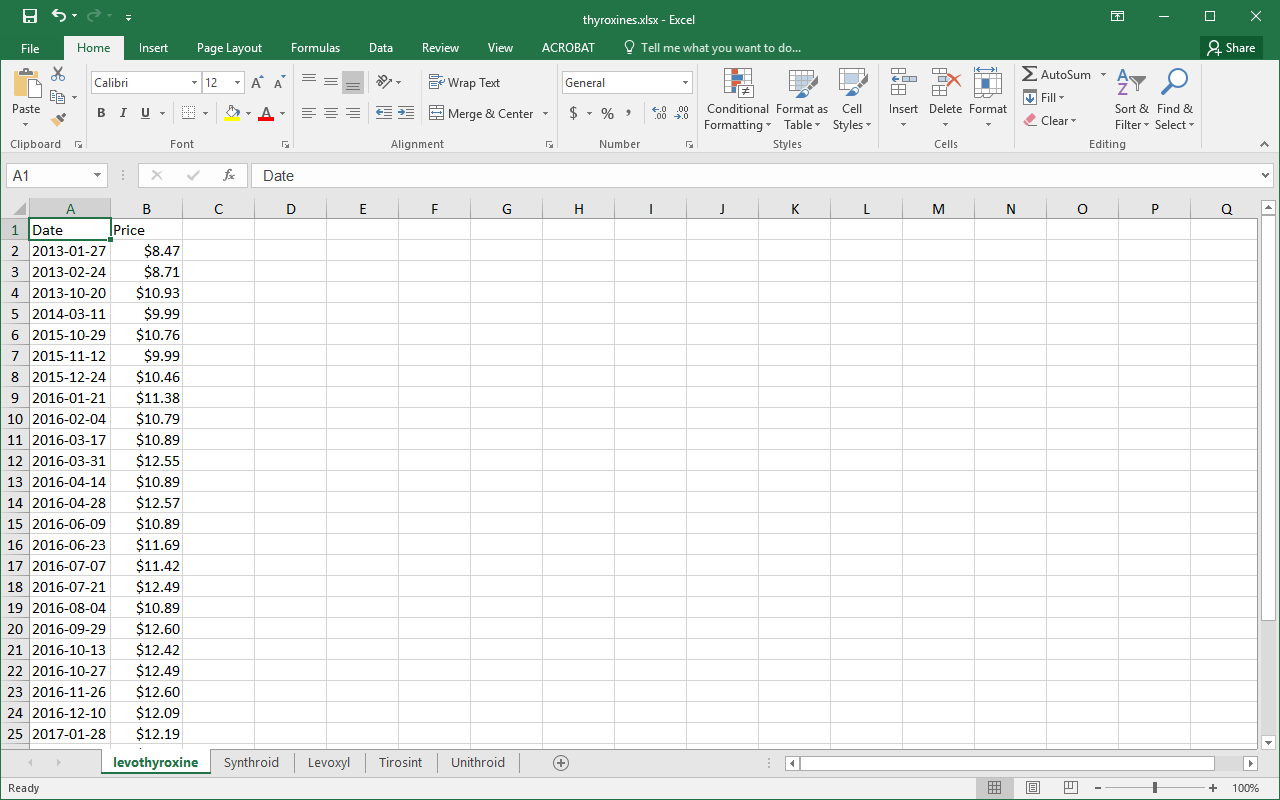 thyroxines.xlsx - Excel
File Home Insert Page Layout Formulas Data Review View ACROBAT Tell me what you want to do... Share
Calibri 12 Wrap Text General AutoSum
Paste B I U Merge & Center $ % , Conditional Formatting Format as Table Cell Styles Insert Delete Format Fill Clear Sort & Filter Find & Select
Clipboard Font Alignment Number Styles Cells Editing
A1 fx Date
A B C D E F G H I J K L M N O P Q
1 Date Price
2 2013-01-27 $8.47
3 2013-02-24 $8.71
4 2013-10-20 $10.93
5 2014-03-11 $9.99
6 2015-10-29 $10.76
7 2015-11-12 $9.99
8 2015-12-24 $10.46
9 2016-01-21 $11.38
10 2016-02-04 $10.79
11 2016-03-17 $10.89
12 2016-03-31 $12.55
13 2016-04-14 $10.89
14 2016-04-28 $12.57
15 2016-06-09 $10.89
16 2016-06-23 $11.69
17 2016-07-07 $11.42
18 2016-07-21 $12.49
19 2016-08-04 $10.89
20 2016-09-29 $12.60
21 2016-10-13 $12.42
22 2016-10-27 $12.49
23 2016-11-26 $12.60
24 2016-12-10 $12.09
25 2017-01-28 $12.19
levothyroxine Synthroid Levoxyl Tirosint Unithroid
Ready 100%